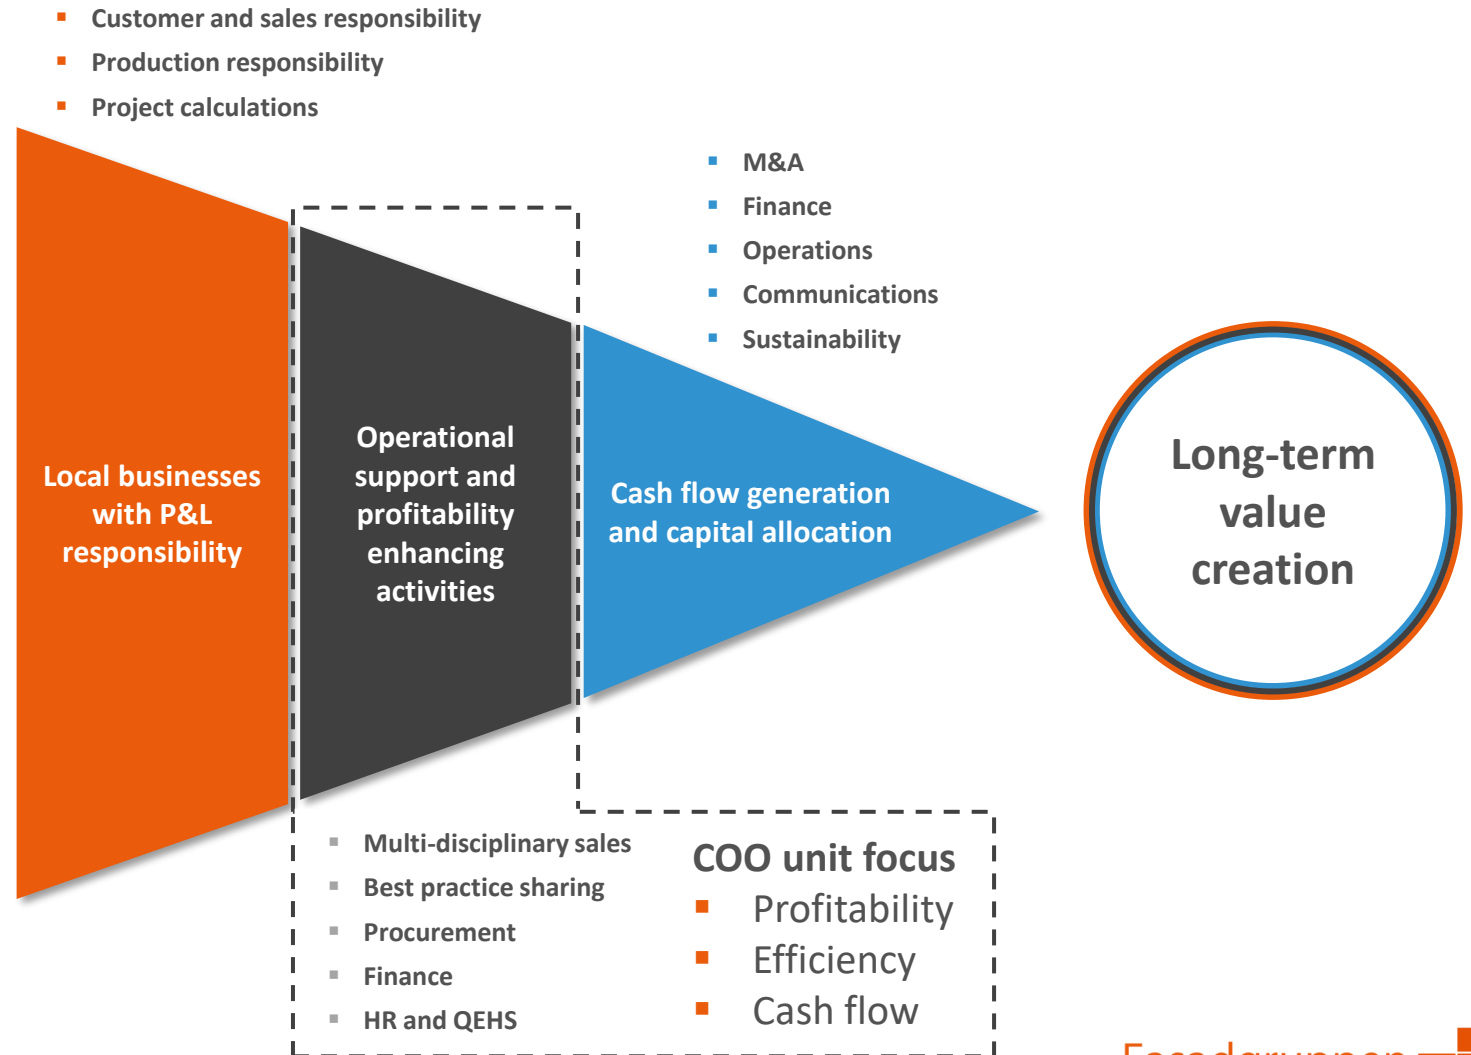 Customer and sales responsibility
Production responsibility
Project calculations
M&A
Finance
Operations
Communications
Sustainability
Local businesses
with P&L
responsibility
Operational
support and
profitability
enhancing
activities
Cash flow generation
and capital allocation
Long-term
value
creation
Multi-disciplinary sales
Best practice sharing
Procurement
Finance
HR and QEHS
COO unit focus
Profitability
Efficiency
Cash flow